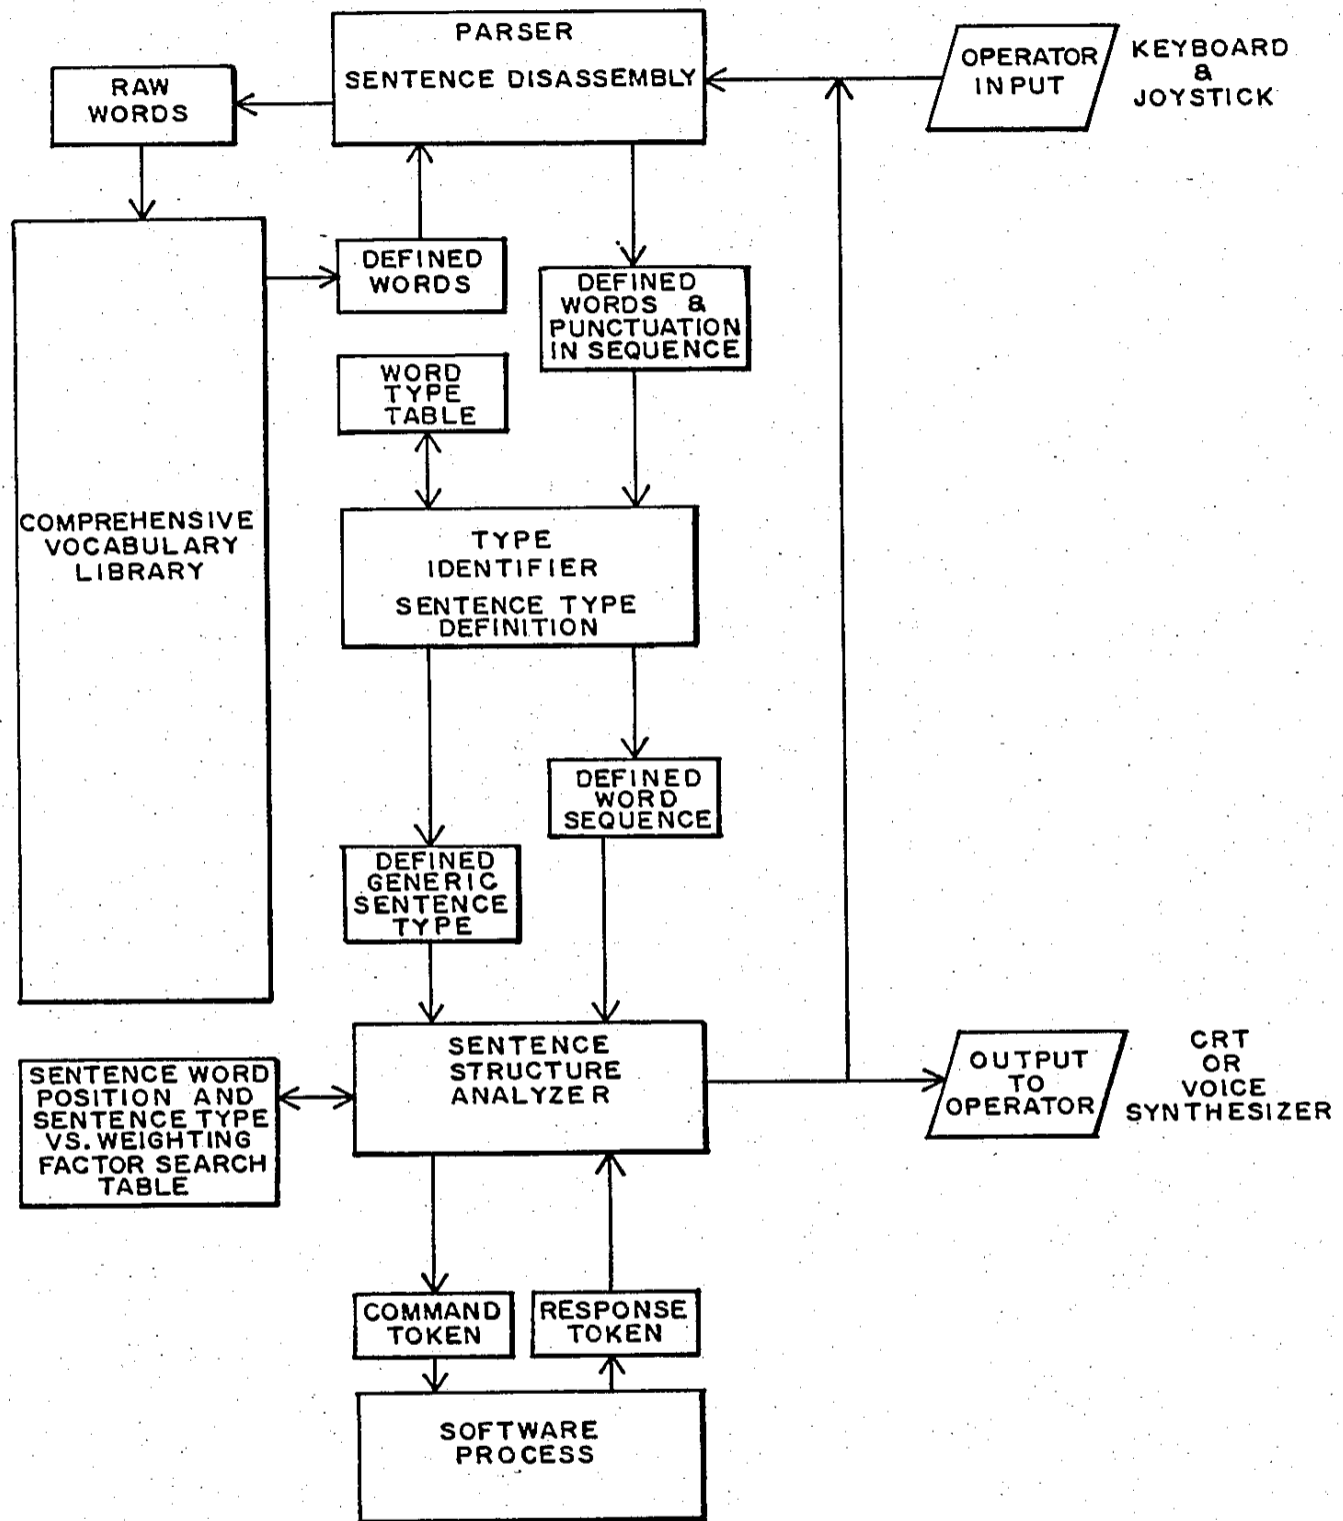 PARSER
SENTENCE DISASSEMBLY
OPERATOR
INPUT
KEYBOARD
&
JOYSTICK
RAW
WORDS
DEFINED
WORDS
DEFINED
WORDS &
PUNCTUATION
IN SEQUENCE
WORD
TYPE
TABLE
COMPREHENSIVE
VOCABULARY
LIBRARY
TYPE
IDENTIFIER
SENTENCE TYPE
DEFINITION
DEFINED
WORD
SEQUENCE
DEFINED
GENERIC
SENTENCE
TYPE
SENTENCE
STRUCTURE
ANALYZER
OUTPUT
TO
OPERATOR
CRT
OR
VOICE
SYNTHESIZER
SENTENCE WORD
POSITION AND
SENTENCE TYPE
VS. WEIGHTING
FACTOR SEARCH
TABLE
COMMAND
TOKEN
RESPONSE
TOKEN
SOFTWARE
PROCESS